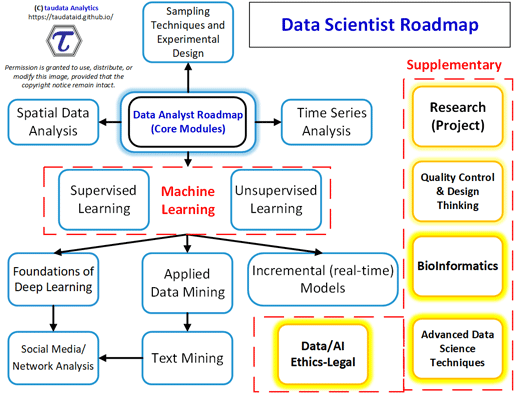 (C) taudata Analytics
https://taudataid.github.io/
τ
Permission is granted to use, distribute, or
modify this image, provided that the
copyright notice remain intact.
Sampling
Techniques and
Experimental
Design
Data Scientist Roadmap
Supplementary
Spatial Data
Analysis
Data Analyst Roadmap
(Core Modules)
Time Series
Analysis
Research
(Project)
Supervised
Learning
Machine
Learning
Unsupervised
Learning
Quality Control
& Design
Thinking
Foundations of
Deep Learning
Applied
Data Mining
Incremental (real-time)
Models
BioInformatics
Social Media/
Network Analysis
Text Mining
Data/AI
Ethics-Legal
Advanced Data
Science
Techniques